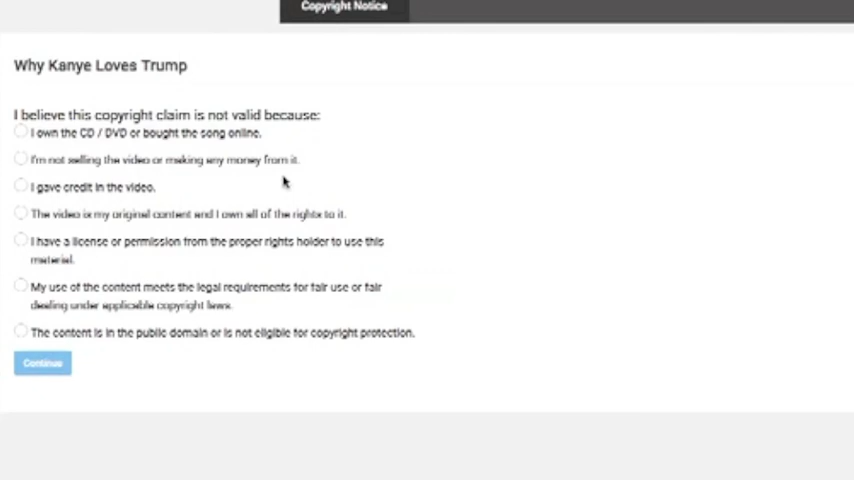 Copyright Notice
Why Kanye Loves Trump
I believe this copyright claim is not valid because:
I own the CD / DVD or bought the song online.
I'm not selling the video or making any money from it.
I gave credit in the video.
The video is my original content and I own all of the rights to it.
I have a license or permission from the proper rights holder to use this
material.
My use of the content meets the legal requirements for fair use or fair
dealing under applicable copyright laws.
The content is in the public domain or is not eligible for copyright protection.
Continue